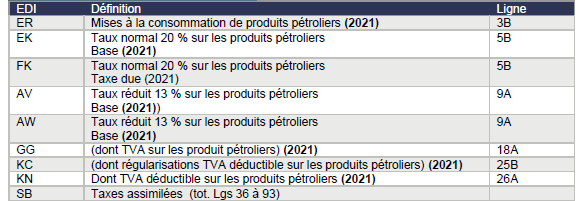 EDI Définition Ligne
ER Mises à la consommation de produits pétroliers (2021) 3B
EK Taux normal 20 % sur les produits pétroliers 5B
Base (2021)
FK Taux normal 20 % sur les produits pétroliers 5B
Taxe due (2021)
AV Taux réduit 13 % sur les produits pétroliers 9A
Base (2021))
AW Taux réduit 13 % sur les produits pétroliers 9A
Base (2021)
GG (dont TVA sur les produit pétroliers) (2021) 18A
KC (dont régularisations TVA déductible sur les produits pétroliers) (2021) 25B
KN Dont TVA déductible sur les produits pétroliers (2021) 26A
SB Taxes assimilées (tot. Lgs 36 à 93)